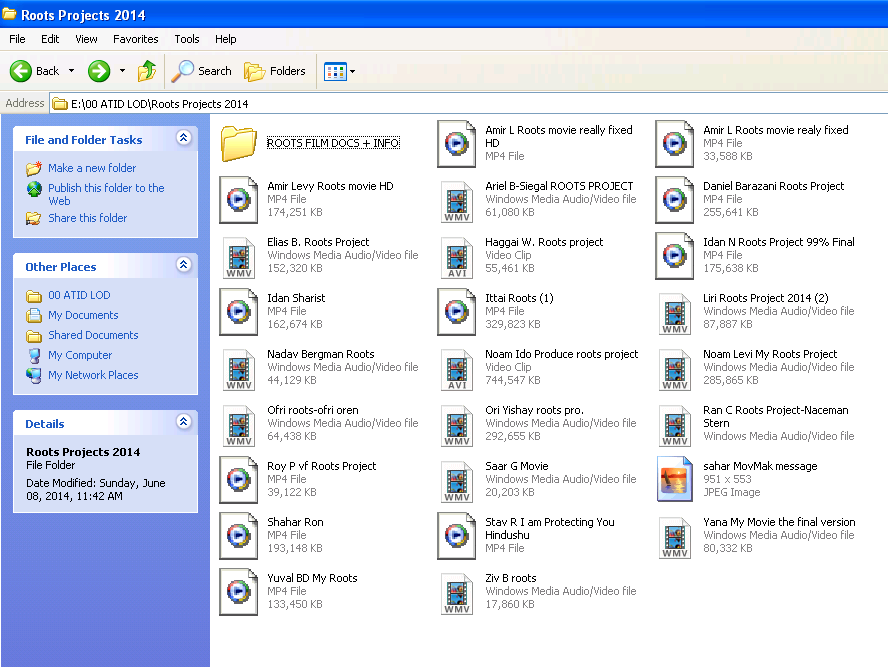 Roots Projects 2014
File Edit View Favorites Tools Help
Back Search Folders
Address E:\00 ATID LOD\Roots Projects 2014
File and Folder Tasks
Make a new folder
Publish this folder to the
Web
Share this folder
Other Places
00 ATID LOD
My Documents
Shared Documents
My Computer
My Network Places
Details
Roots Projects 2014
File Folder
Date Modified: Sunday, June
08, 2014, 11:42 AM
ROOTS FILM DOCS + INFO
Amir L Roots movie really fixed
HD
MP4 File
Amir L Roots movie realy fixed
MP4 File
33,588 KB
Amir Levy Roots movie HD
MP4 File
174,251 KB
WMV
Ariel B-Siegal ROOTS PROJECT
Windows Media Audio/Video file
61,080 KB
Daniel Barazani Roots Project
MP4 File
255,641 KB
WMV
Elias B. Roots Project
Windows Media Audio/Video file
152,320 KB
AVI
Haggai W. Roots project
Video Clip
55,461 KB
Idan N Roots Project 99% Final
MP4 File
175,638 KB
Idan Sharist
MP4 File
162,674 KB
Ittai Roots (1)
MP4 File
329,823 KB
WMV
Liri Roots Project 2014 (2)
Windows Media Audio/Video file
87,887 KB
WMV
Nadav Bergman Roots
Windows Media Audio/Video file
44,129 KB
AVI
Noam Ido Produce roots project
Video Clip
744,547 KB
WMV
Noam Levi My Roots Project
Windows Media Audio/Video file
285,865 KB
WMV
Ofri roots-ofri oren
Windows Media Audio/Video file
64,438 KB
WMV
Ori Yishay roots pro.
Windows Media Audio/Video file
292,655 KB
WMV
Ran C Roots Project-Naceman
Stern
Windows Media Audio/Video file
Roy P vf Roots Project
MP4 File
39,122 KB
WMV
Saar G Movie
Windows Media Audio/Video file
20,203 KB
sahar MovMak message
951 x 553
JPEG Image
Shahar Ron
MP4 File
193,148 KB
Stav R I am Protecting You
Hindushu
MP4 File
WMV
Yana My Movie the final version
Windows Media Audio/Video file
80,332 KB
Yuval BD My Roots
MP4 File
133,450 KB
WMV
Ziv B roots
Windows Media Audio/Video file
17,860 KB